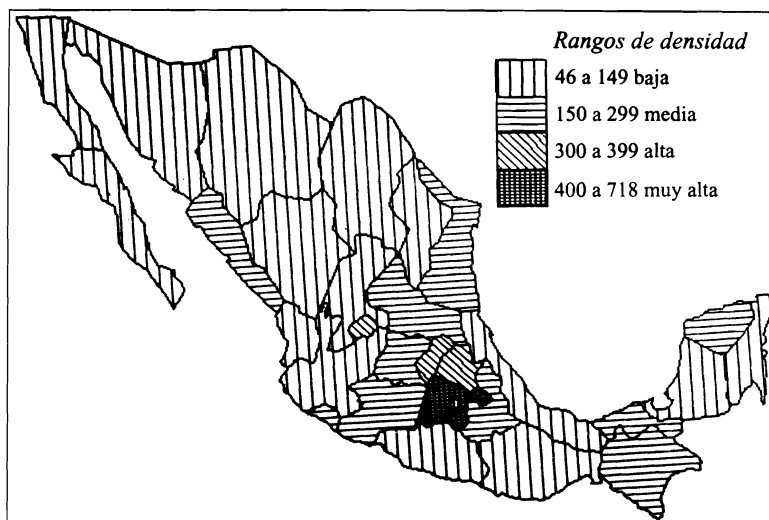 Rangos de densidad
46 a 149 baja
150 a 299 media
300 a 399 alta
400 a 718 muy alta